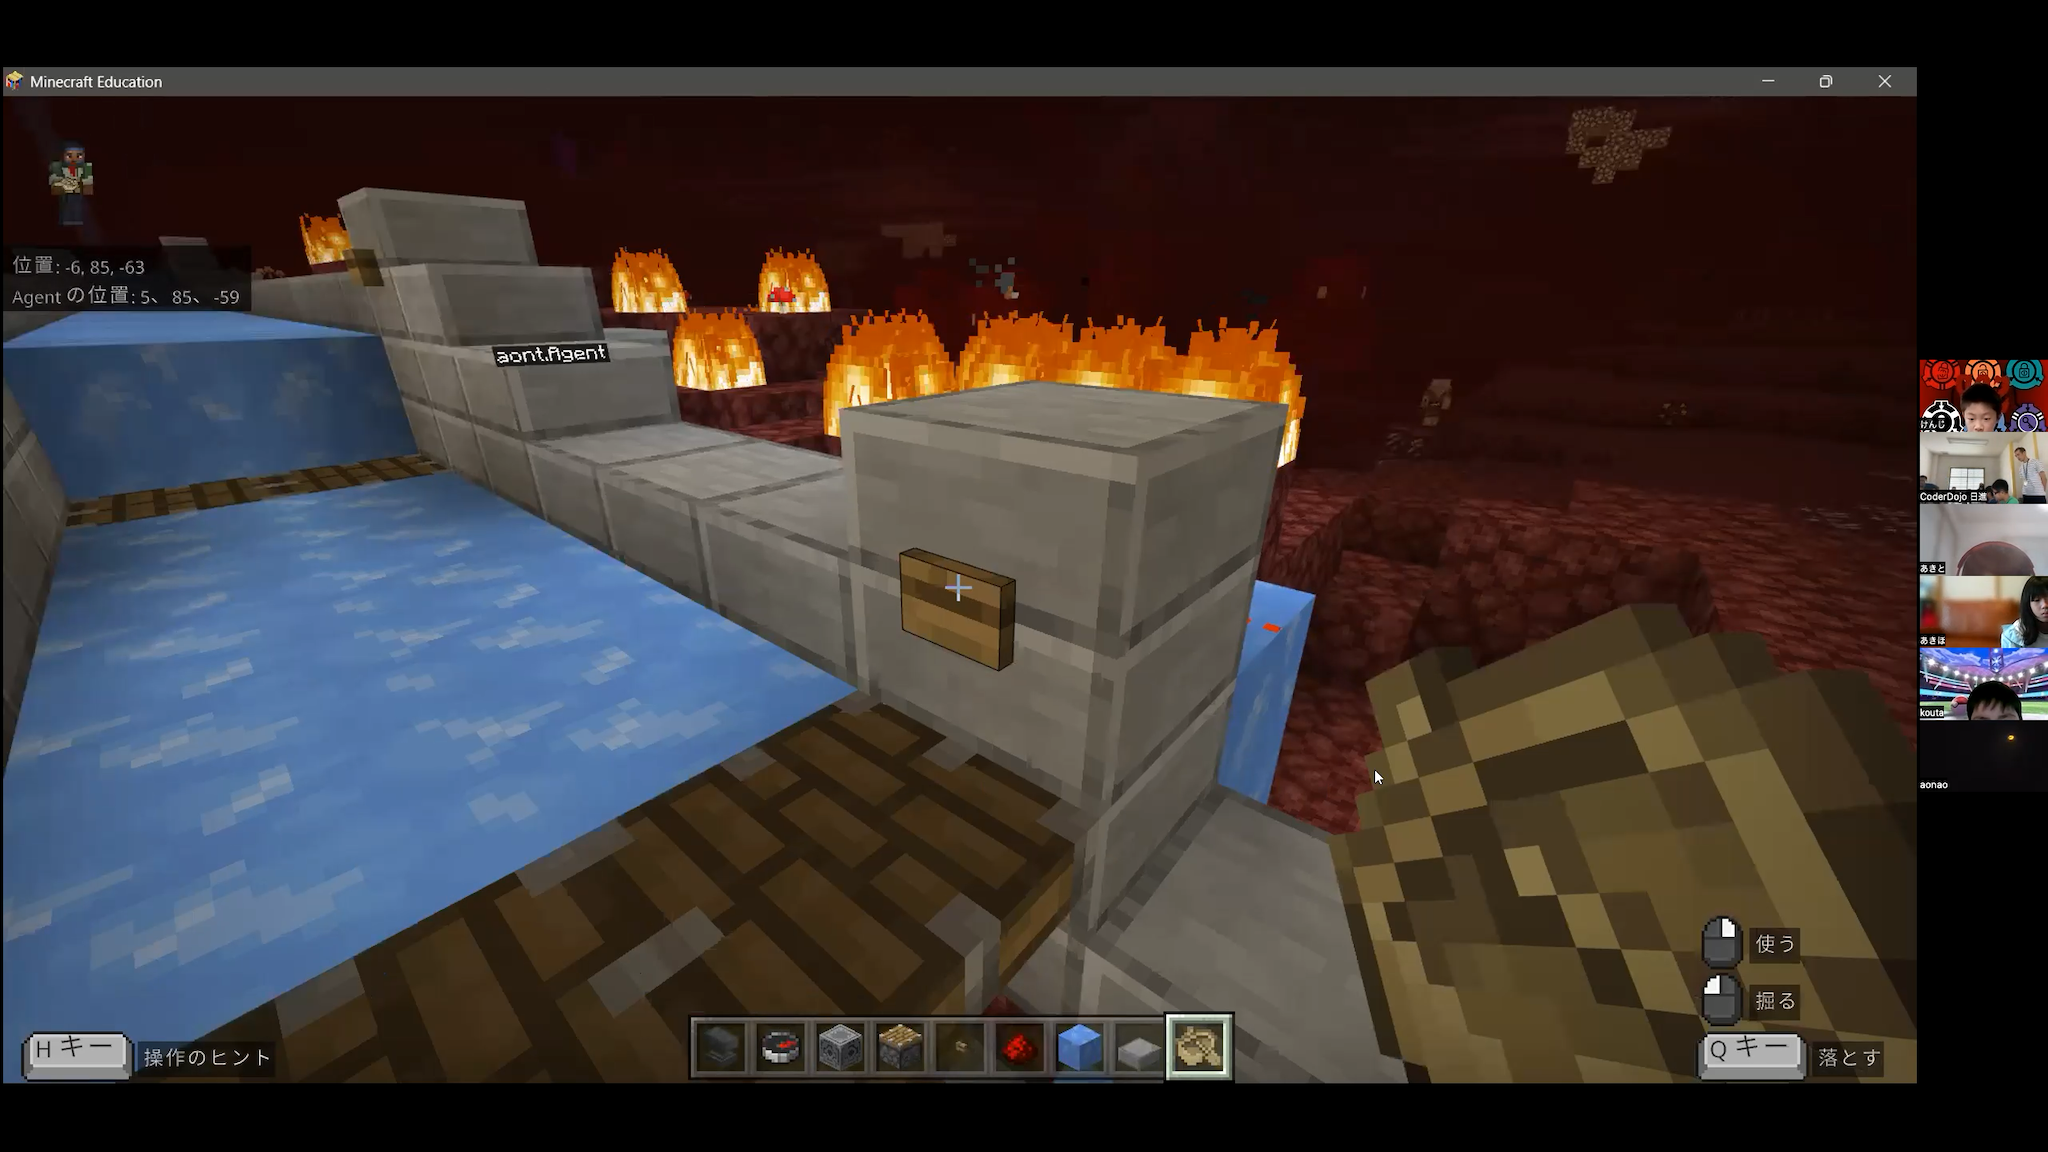 Minecraft Education
位置: -6, 85, -63
Agent の位置: 5、 85、 -59
aont.Agent
けんじ
CoderDojo 日進
あきと
あきほ
kouta
aonao
使う
掘る
H キー
操作のヒント
Q キー
落とす